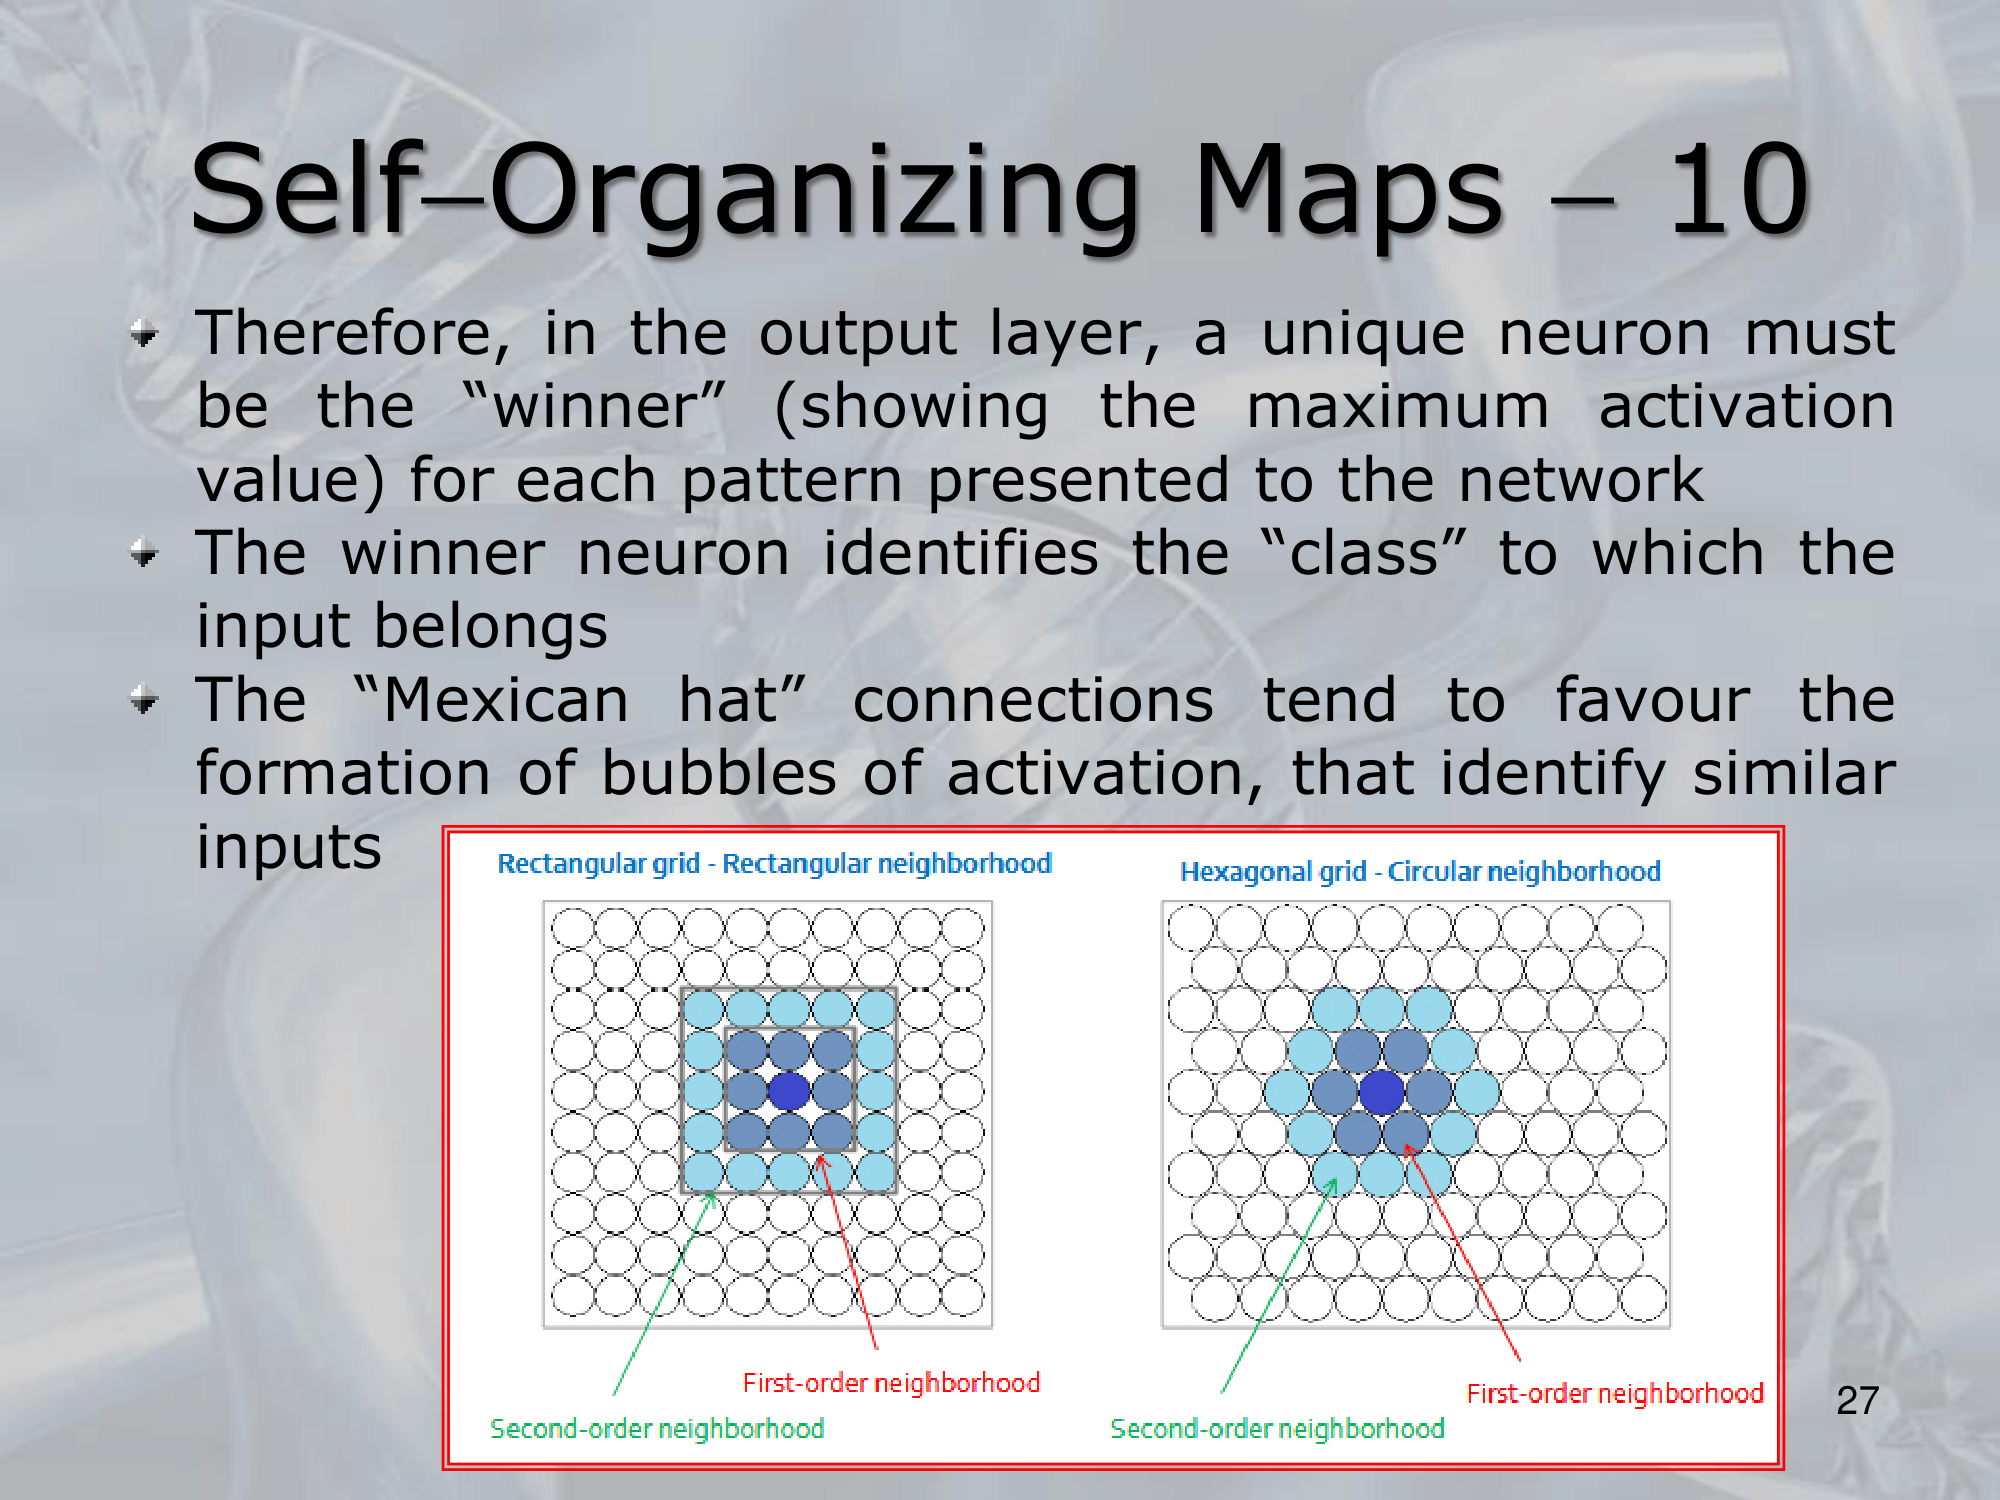 Self–Organizing Maps – 10
Therefore, in the output layer, a unique neuron must
be the “winner” (showing the maximum activation
value) for each pattern presented to the network
The winner neuron identifies the “class” to which the
input belongs
The “Mexican hat” connections tend to favour the
formation of bubbles of activation, that identify similar
inputs
Rectangular grid - Rectangular neighborhood
Hexagonal grid - Circular neighborhood
First-order neighborhood
Second-order neighborhood
First-order neighborhood
Second-order neighborhood
27